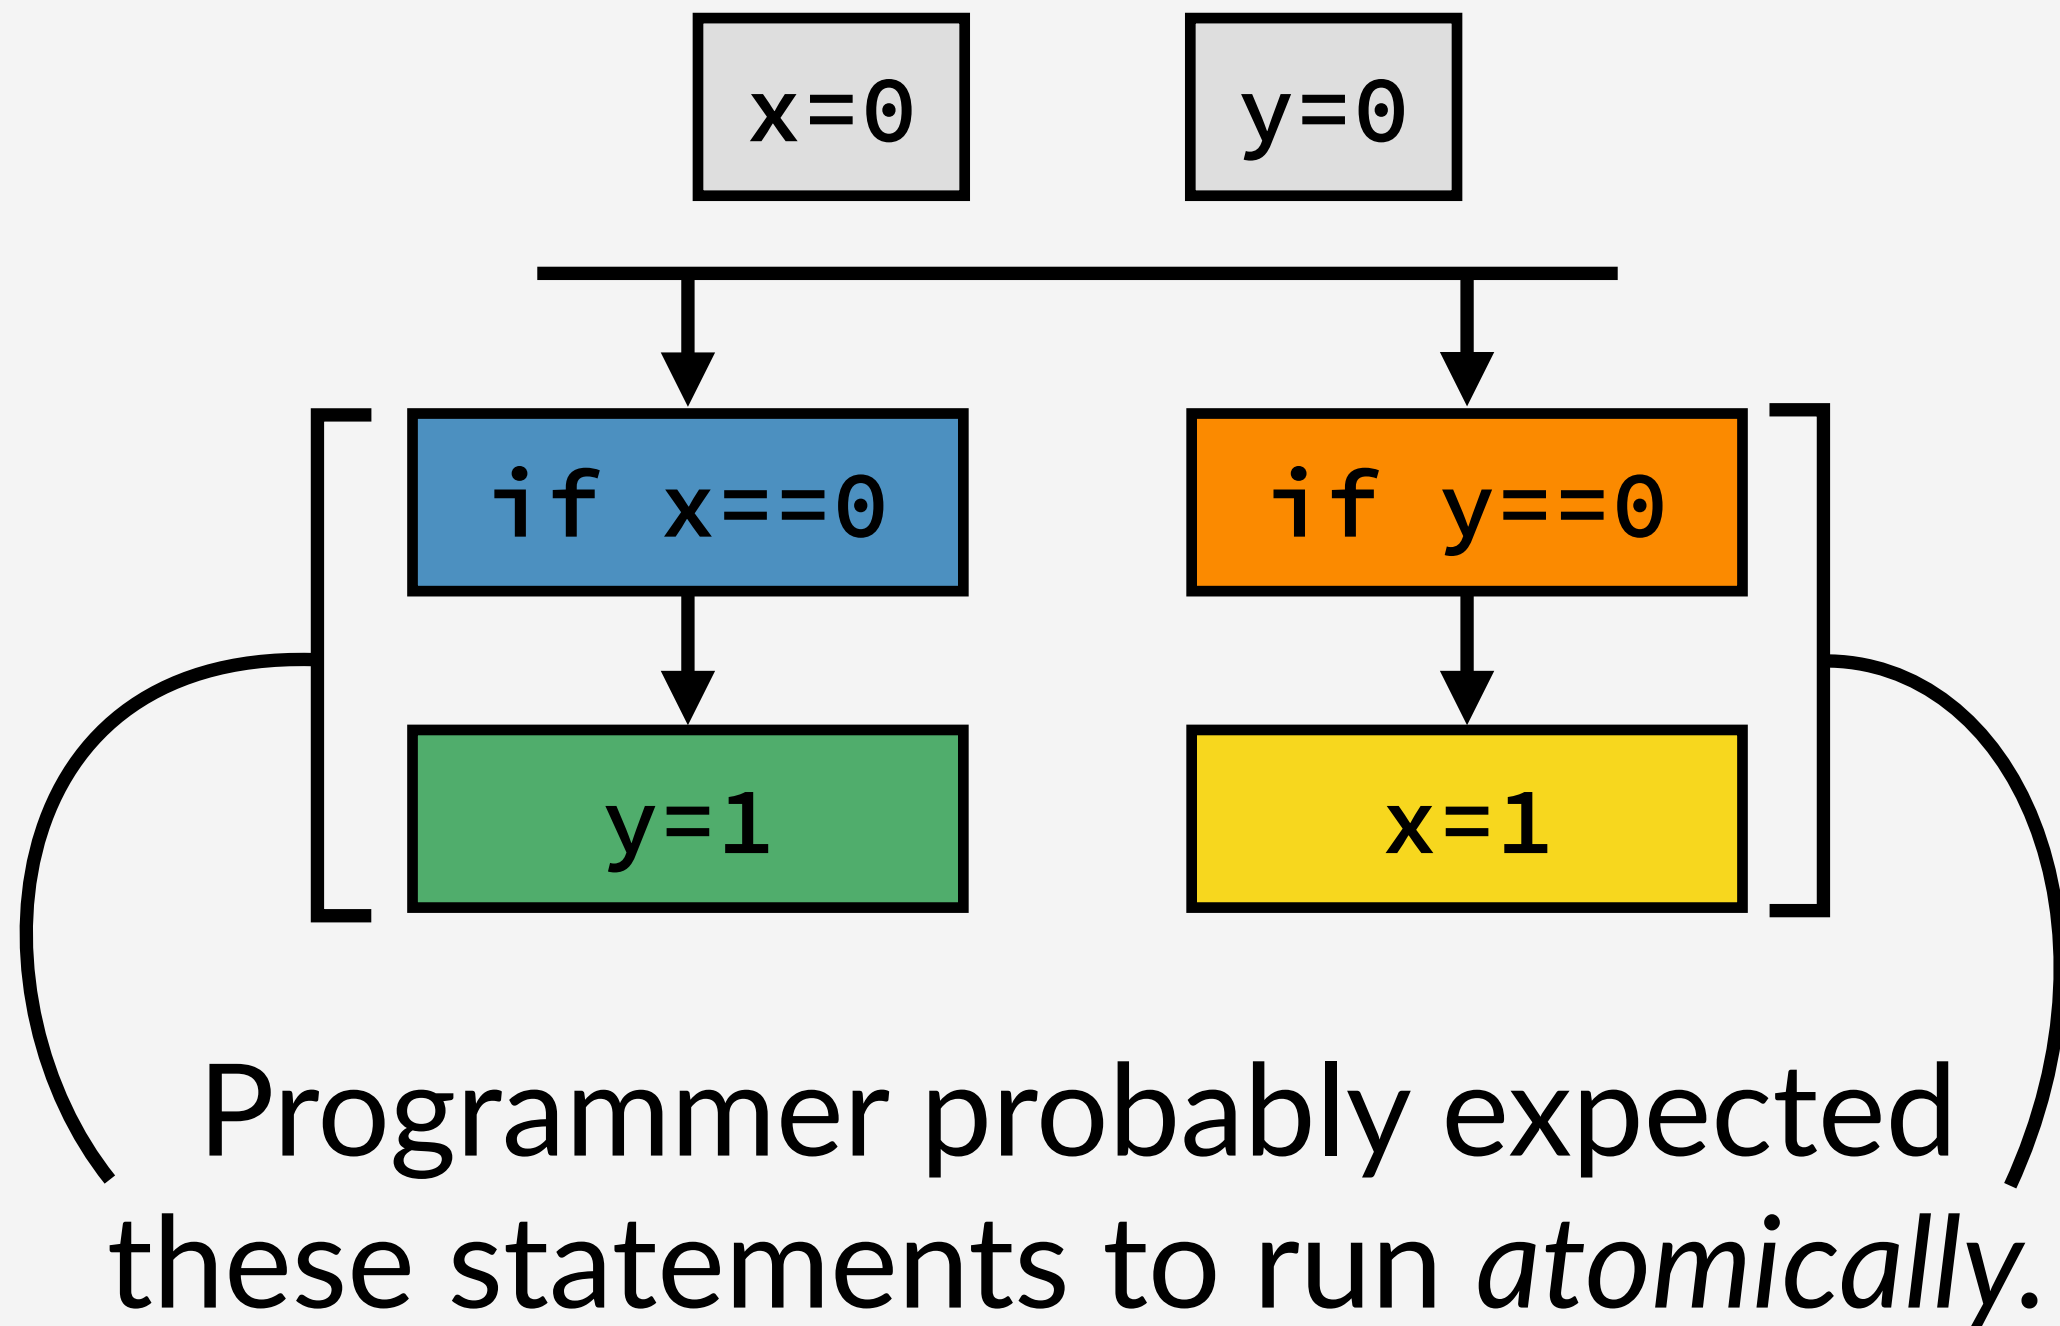 x=0
y=0
if x==0
if y==0
y=1
x=1
Programmer probably expected
these statements to run atomically.